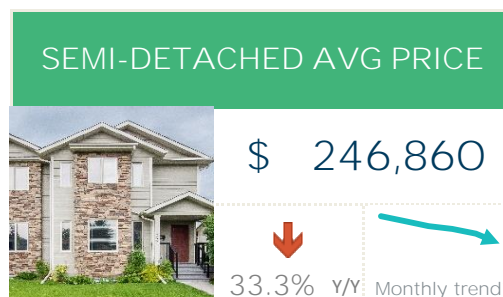 SEMI-DETACHED AVG PRICE
$ 246,860
33.3% Y/Y Monthly trend